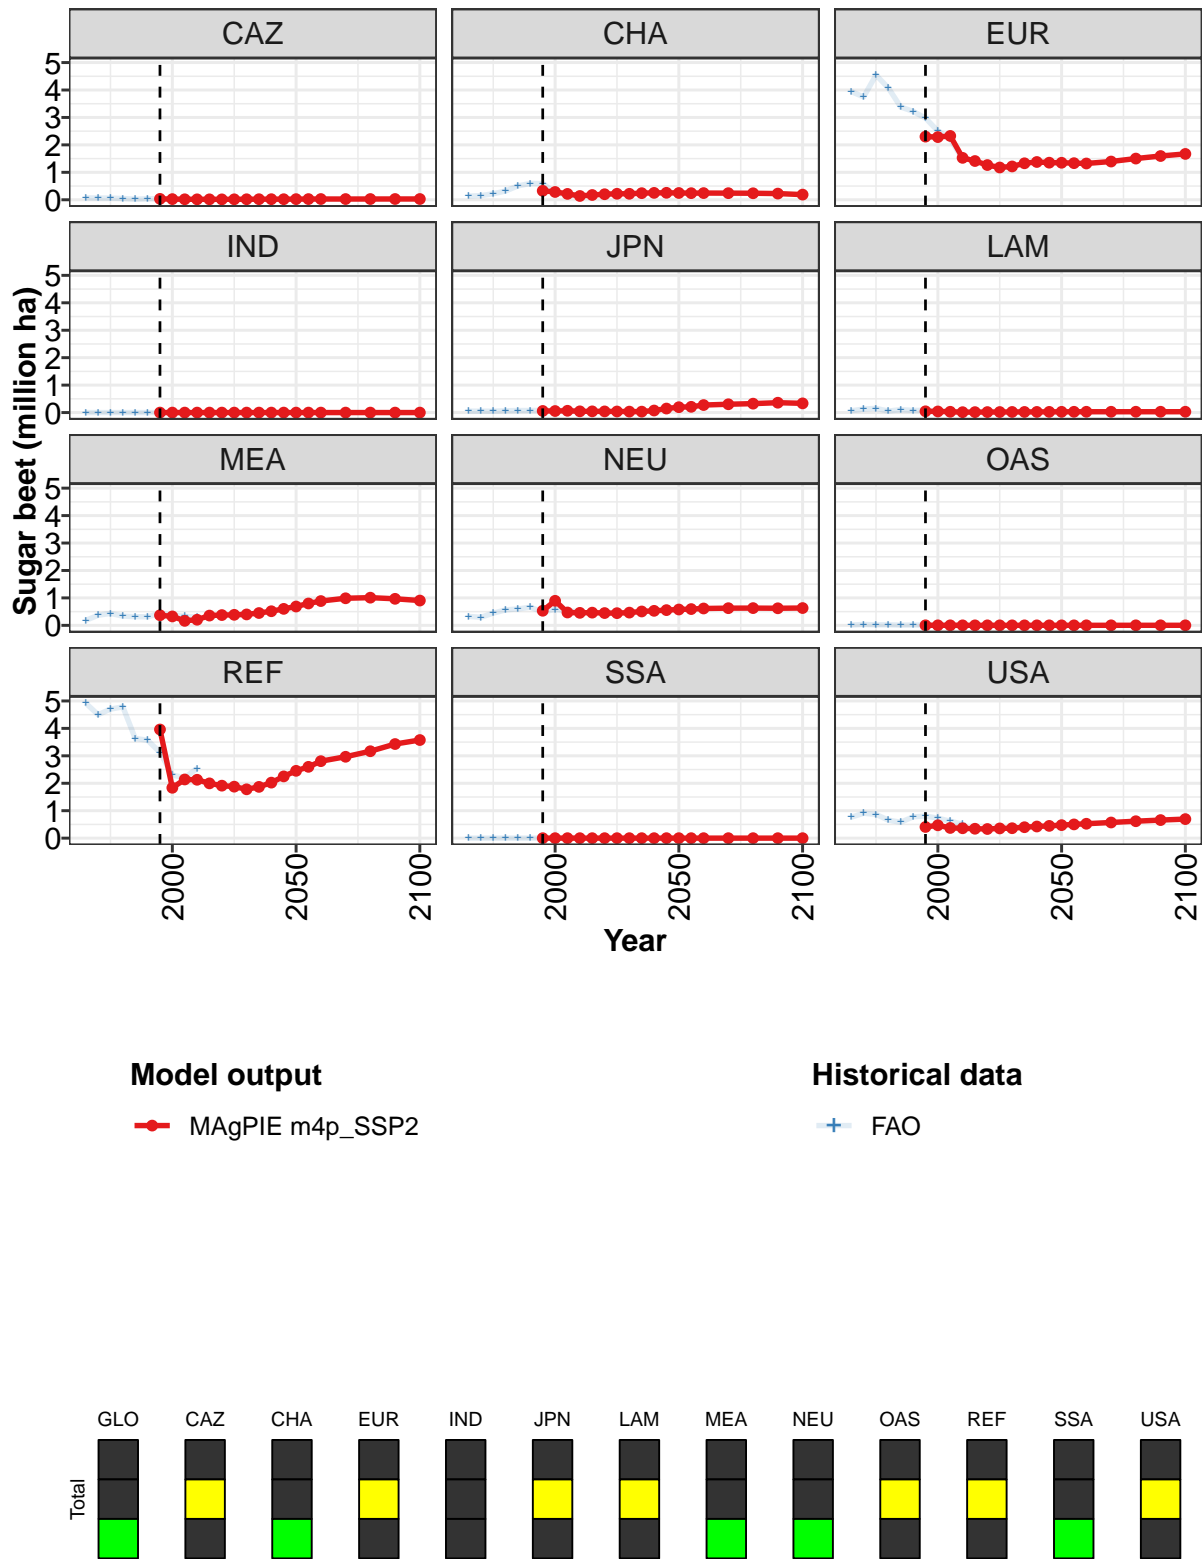 CAZ CHA EUR
5
4
3
2
1
0
IND JPN LAM
5
4
3
2
1
0
Sugar beet (million ha)
MEA NEU OAS
5
4
3
2
1
0
REF SSA USA
5
4
3
2
1
0
2000 2050 2100 2000 2050 2100 2000 2050 2100
Year
Model output Historical data
MAgPIE m4p_SSP2 FAO
GLO CAZ CHA EUR IND JPN LAM MEA NEU OAS REF SSA USA
Total